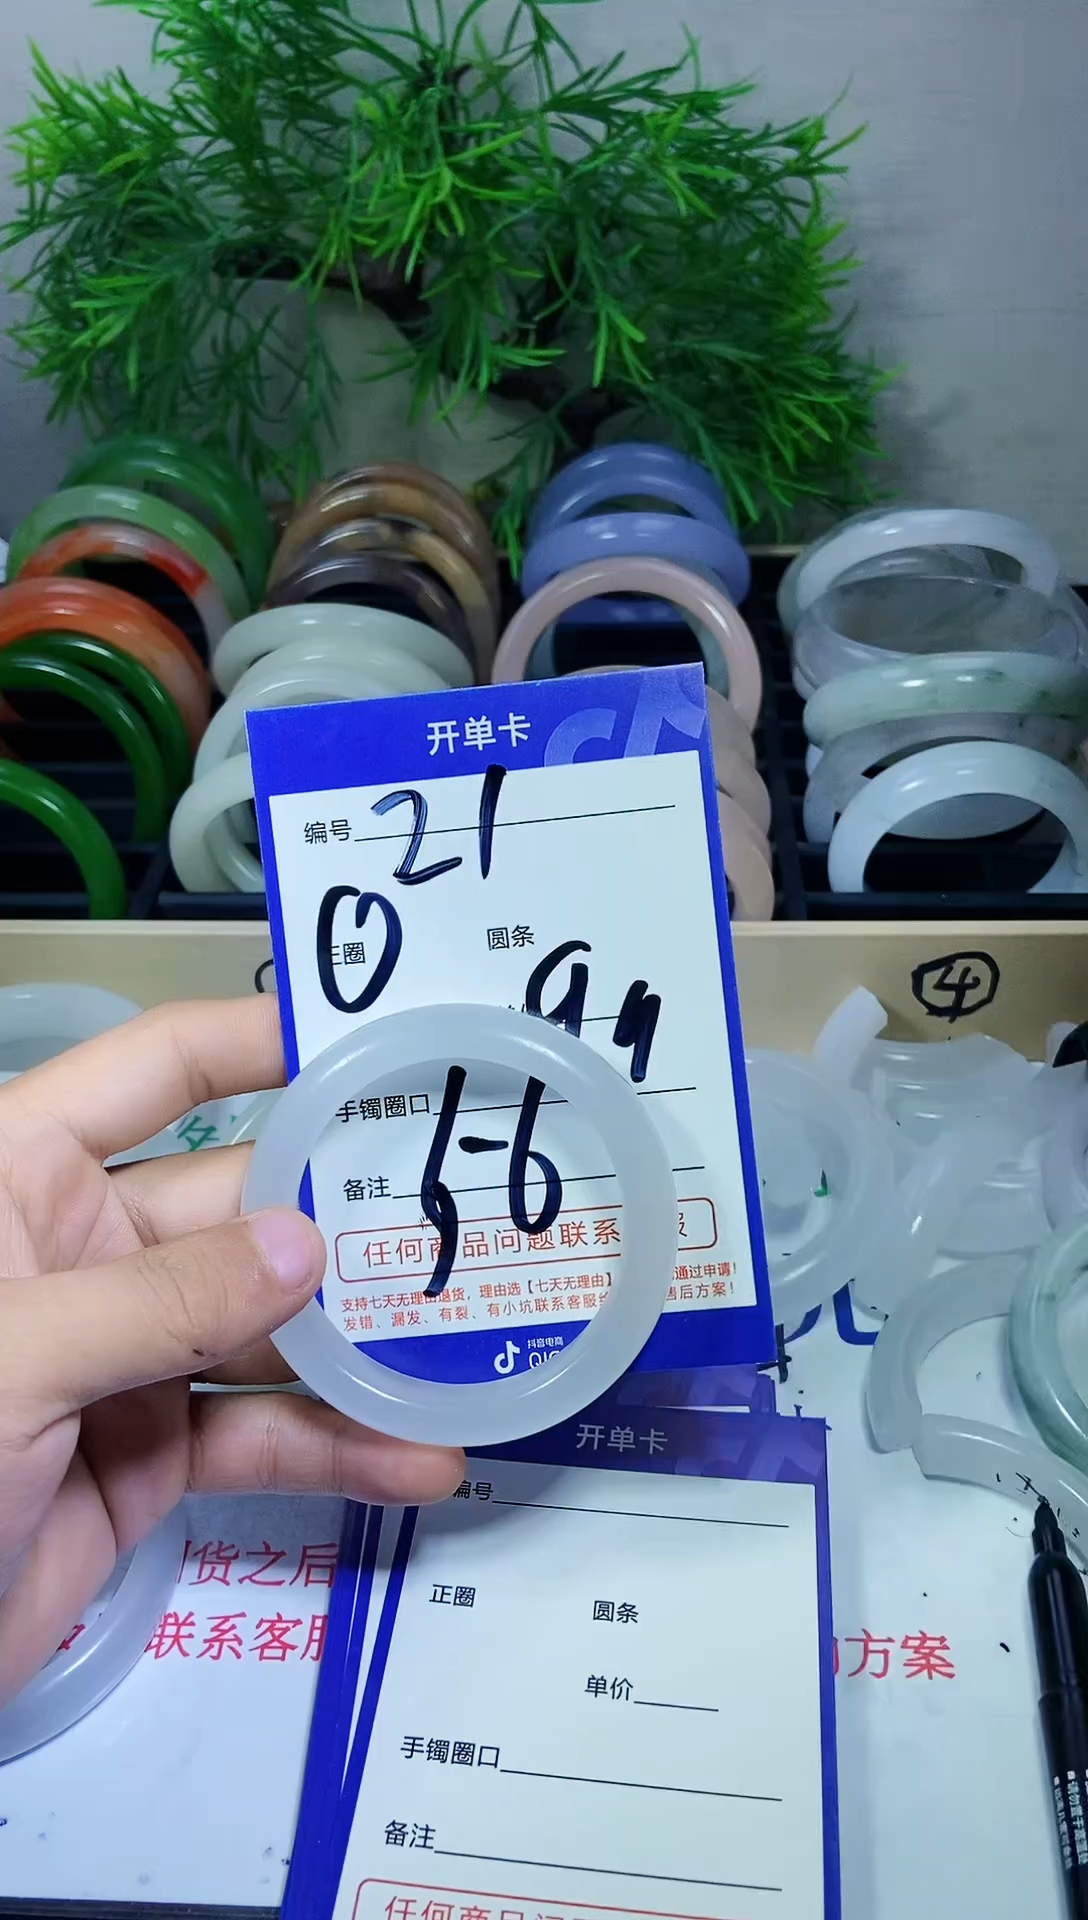 开单卡
编号 21
圈 0 圆条
99
手镯圈口
56
备注
任何商品问题联系
支持七天无理由退货，理由选【七天无理由】 通过申请！
发错、漏发、有裂、有小坑联系客服 售后方案！
抖音电商
④
开单卡
编号
正圈 圆条
单价
手镯圈口
备注
货之后
联系客服
方案